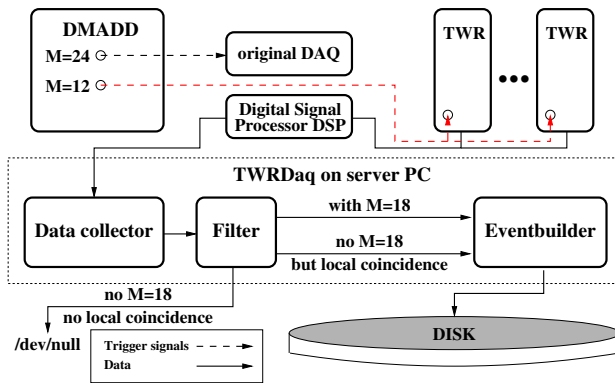 DMADD
M=24
M=12
original DAQ
Digital Signal
Processor DSP
TWR
TWR
TWRDaq on server PC
Data collector
Filter
with M=18
no M=18
but local coincidence
Eventbuilder
no M=18
no local coincidence
/dev/null
Trigger signals
Data
DISK